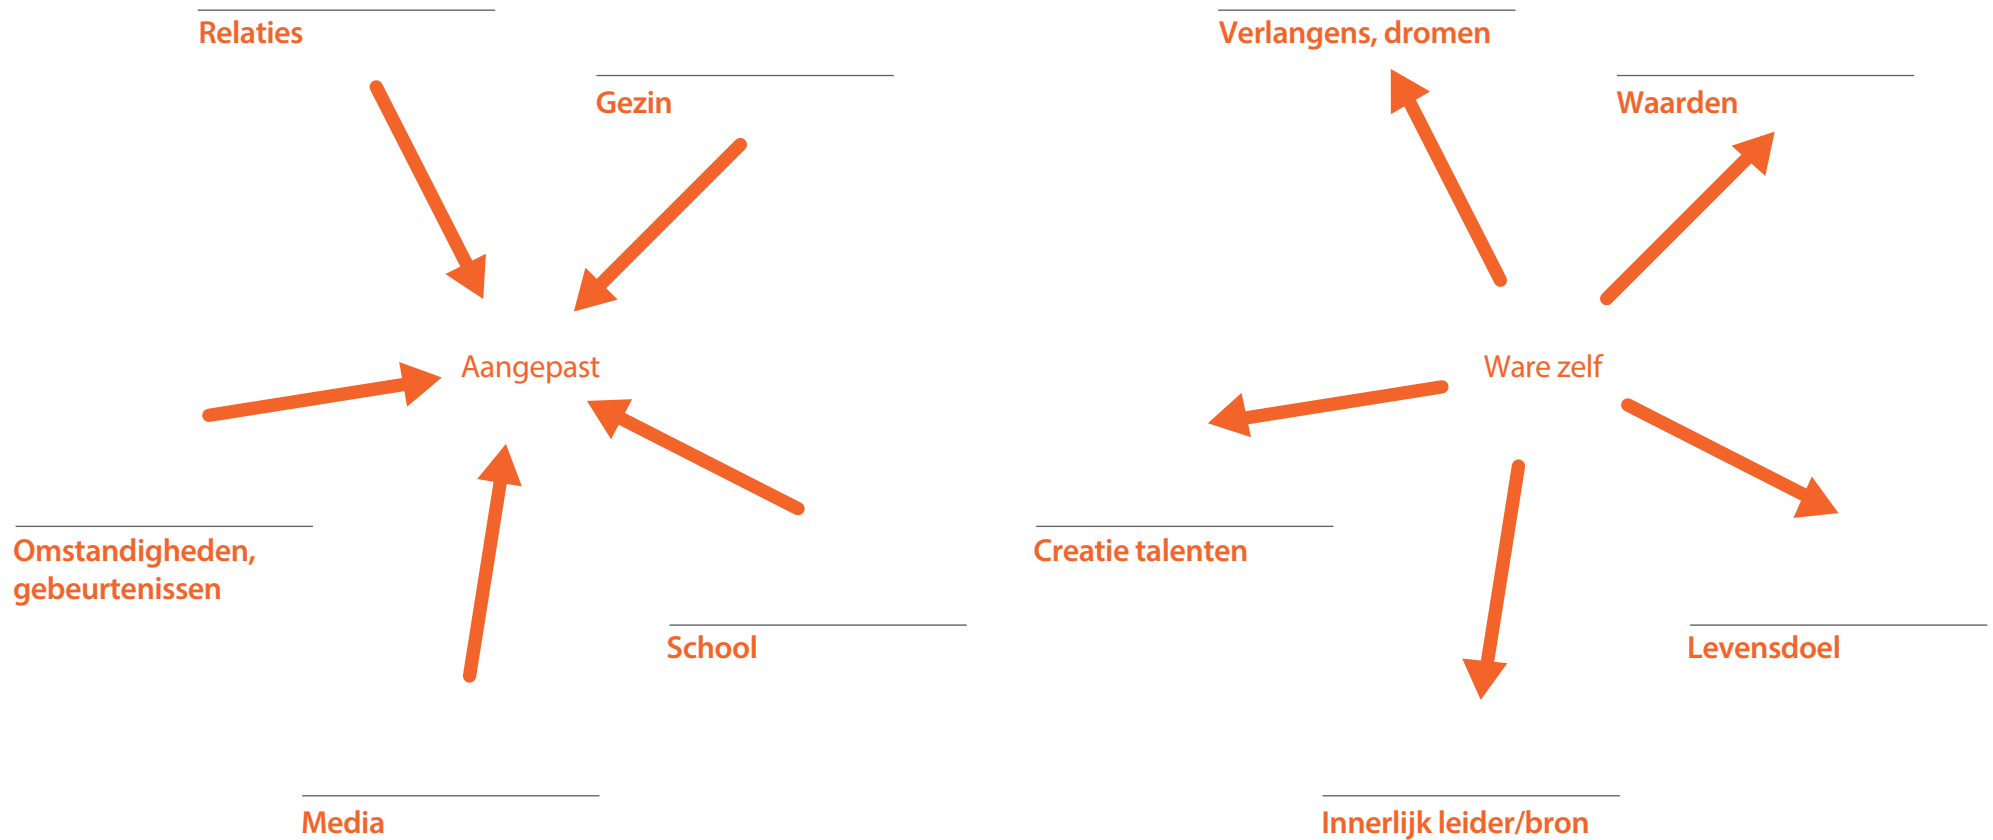 Relaties
Gezin
Aangepast
Omstandigheden,
gebeurtenissen
School
Media
Verlangens, dromen
Waarden
Ware zelf
Creatie talenten
Levensdoel
Innerlijk leider/bron